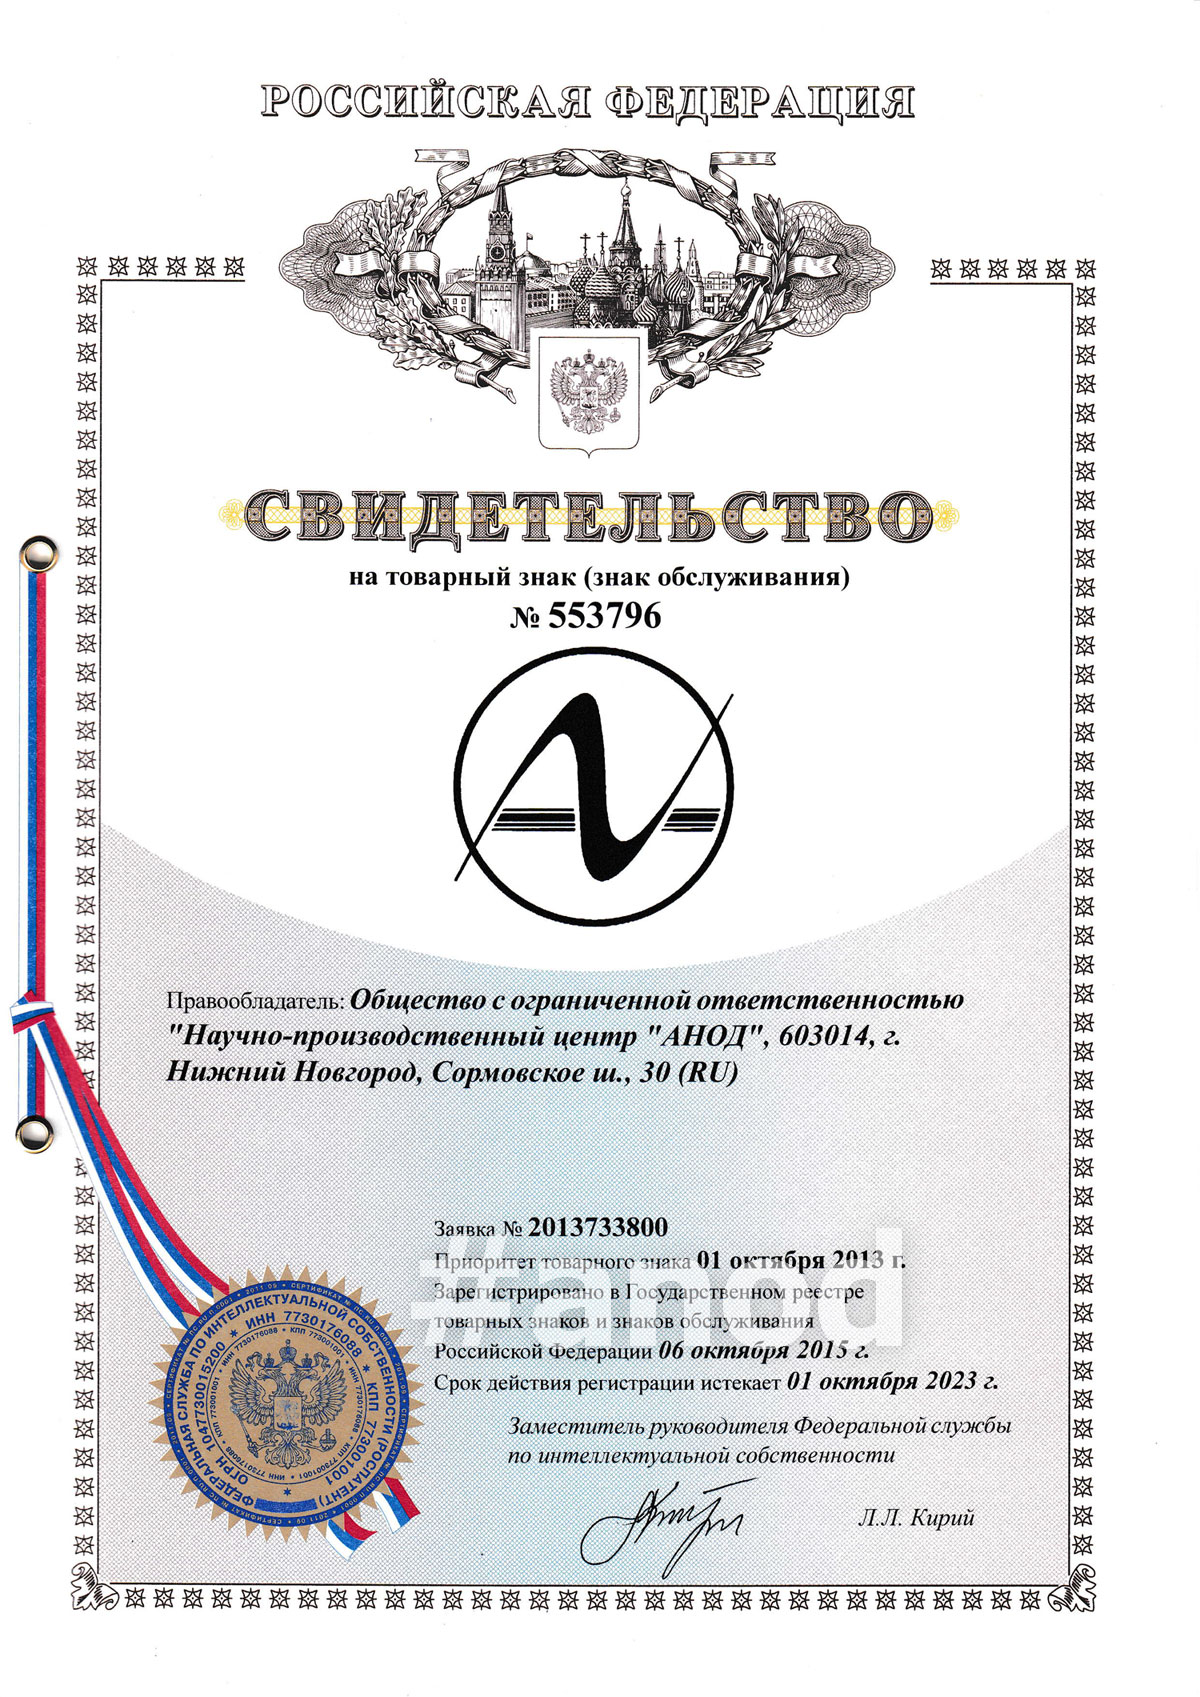 РОССИЙСКАЯ ФЕДЕРАЦИЯ
СВИДЕТЕЛЬСТВО
на товарный знак (знак обслуживания)
№ 553796
Правообладатель: Общество с ограниченной ответственностью
"Научно-производственный центр "АНОД", 603014, г.
Нижний Новгород, Сормовское ш., 30 (RU)
Заявка № 2013733800
Приоритет товарного знака 01 октября 2013 г.
Зарегистрировано в Государственном реестре
товарных знаков и знаков обслуживания
Российской Федерации 06 октября 2015 г.
Срок действия регистрации истекает 01 октября 2023 г.
#anod
Заместитель руководителя Федеральной службы
по интеллектуальной собственности
Л.Л. Кирий
ФЕДЕРАЛЬНАЯ СЛУЖБА ПО ИНТЕЛЛЕКТУАЛЬНОЙ СОБСТВЕННОСТИ (РОСПАТЕНТ)
ОГРН 1047730015200 * ИНН 7730176088 * КПП 773001001 *